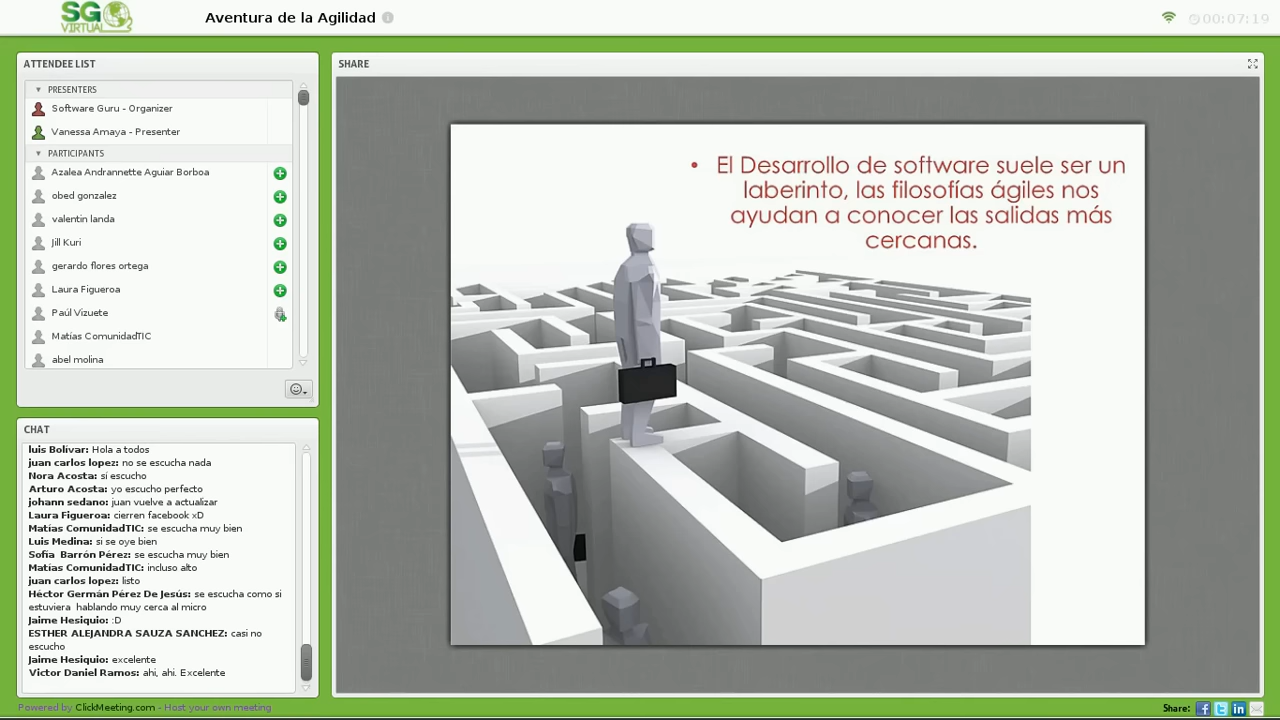 SG
VIRTUAL
Aventura de la Agilidad
00:07:19
ATTENDEE LIST
PRESENTERS
Software Guru - Organizer
Vanessa Amaya - Presenter
PARTICIPANTS
Azalea Andrannette Aguiar Borboa
obed gonzalez
valentin landa
Jill Kuri
gerardo flores ortega
Laura Figueroa
Paúl Vizuete
Matías ComunidadTIC
abel molina
CHAT
luis Bolivar: Hola a todos
juan carlos lopez: no se escucha nada
Nora Acosta: si escucho
Arturo Acosta: yo escucho perfecto
johann sedano: juan vuelve a actualizar
Laura Figueroa: cierren facebook xD
Matías ComunidadTIC: se escucha muy bien
Luis Medina: si se oye bien
Sofía Barrón Pérez: se escucha muy bien
Matías ComunidadTIC: incluso alto
juan carlos lopez: listo
Héctor Germán Pérez De Jesús: se escucha como si
estuviera hablando muy cerca al micro
Jaime Hesiquio: :D
ESTHER ALEJANDRA SAUZA SANCHEZ: casi no
escucho
Jaime Hesiquio: excelente
Victor Daniel Ramos: ahi, ahi. Excelente
SHARE
• El Desarrollo de software suele ser un
laberinto, las filosofías ágiles nos
ayudan a conocer las salidas más
cercanas.
Powered by ClickMeeting.com - Host your own meeting
Share: